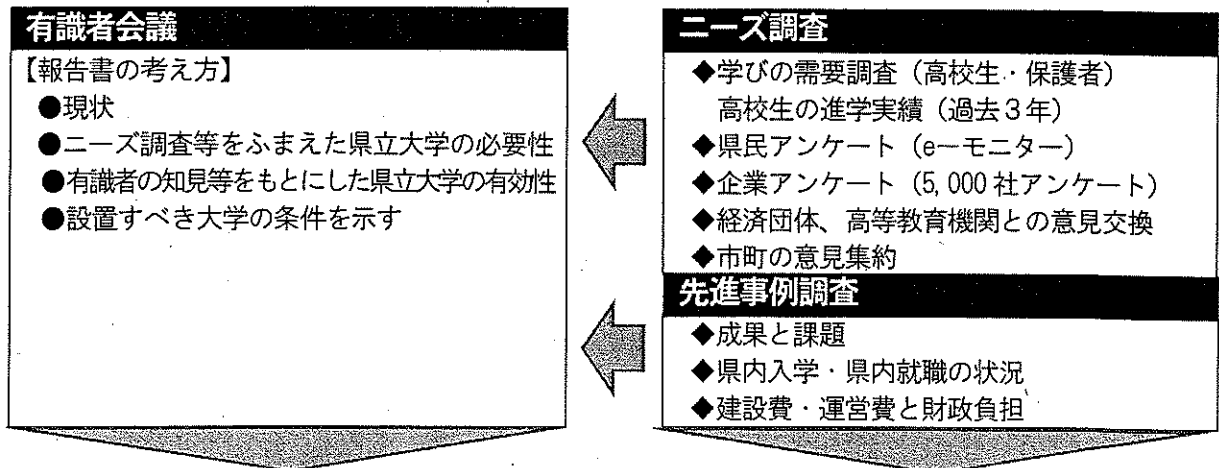 有識者会議
【報告書の考え方】
●現状
●ニーズ調査等をふまえた県立大学の必要性
●有識者の知見等をもとにした県立大学の有効性
●設置すべき大学の条件を示す
ニーズ調査
◆学びの需要調査（高校生・保護者）
高校生の進学実績（過去３年）
◆県民アンケート（e－モニター）
◆企業アンケート（5,000社アンケート）
◆経済団体、高等教育機関との意見交換
◆市町の意見集約
先進事例調査
◆成果と課題
◆県内入学・県内就職の状況
◆建設費・運営費と財政負担